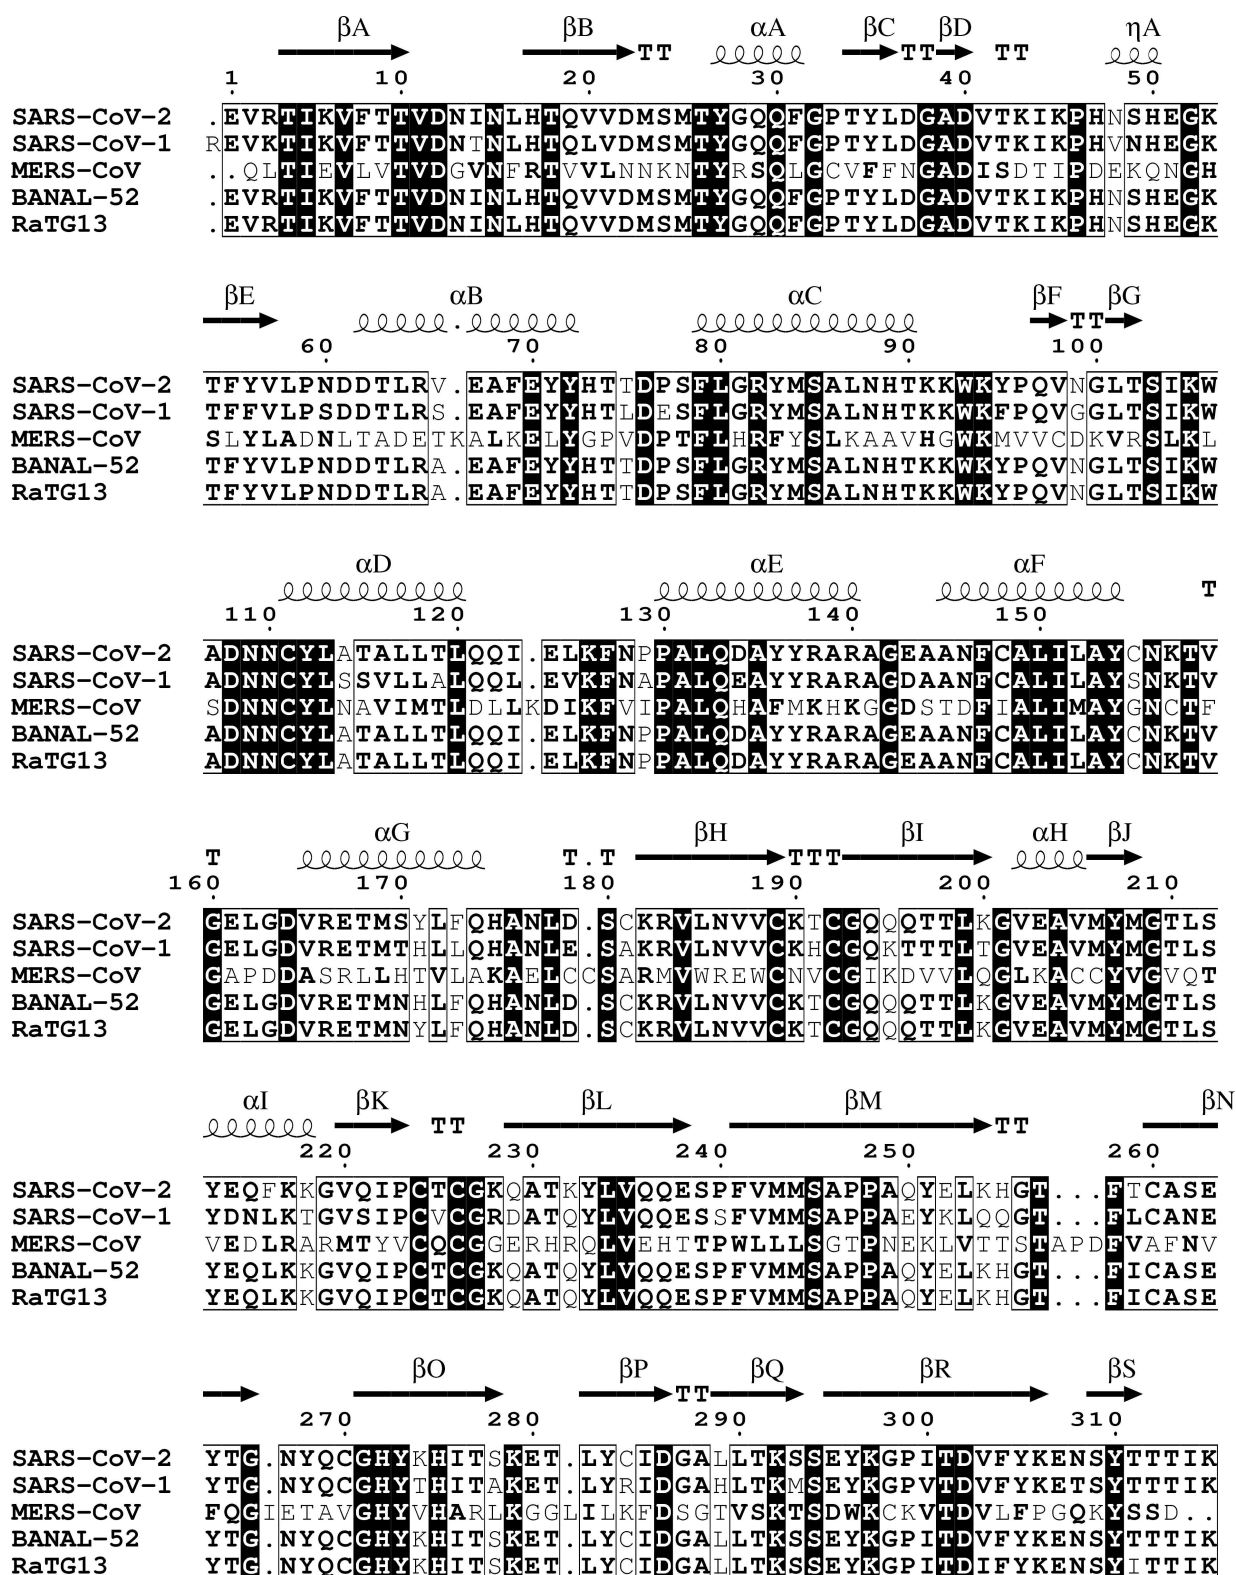 βA βB αA βC βD ηA
TT TT TT
1 10 20 30 40 50
SARS-CoV-2 .EVRTIKVFTTVDNINLHTQVVDMSMTYGQQFGPTYLDGADVTKIKPHNSHEGK
SARS-CoV-1 REVKTIKVFTTVDNTNLHTQLVDMSMTYGQQFGPTYLDGADVTKIKPHVNHEGK
MERS-CoV ..QLTIEVLVTVDGVNFRTVVLNNKNTYRSQLGCVFFNGADISDTIPDEKQNGH
BANAL-52 .EVRTIKVFTTVDNINLHTQVVDMSMTYGQQFGPTYLDGADVTKIKPHNSHEGK
RaTG13 .EVRTIKVFTTVDNINLHTQVVDMSMTYGQQFGPTYLDGADVTKIKPHNSHEGK
βE αB αC βF βG
. TT
60 70 80 90 100
SARS-CoV-2 TFYVLPNDDTLRV.EAFEYYHTTDPSFLGRYMSALNHTKKWKYPQVNGLTSIKW
SARS-CoV-1 TFFVLPSDDTLRS.EAFEYYHTLDESFLGRYMSALNHTKKWKFPQVGGLTSIKW
MERS-CoV SLYLADNLTADETKALKELYGPVDPTFLHRFYSLKAAVHGWKMVVCDKVRSLKL
BANAL-52 TFYVLPNDDTLRA.EAFEYYHTTDPSFLGRYMSALNHTKKWKYPQVNGLTSIKW
RaTG13 TFYVLPNDDTLRA.EAFEYYHTTDPSFLGRYMSALNHTKKWKYPQVNGLTSIKW
αD αE αF
T
110 120 130 140 150
SARS-CoV-2 ADNNCYLATALLTLQQI.ELKFNPPALQDAYYRARAGEAANFCALILAYCNKTV
SARS-CoV-1 ADNNCYLSSVLLALQQL.EVKFNAPALQEAYYRARAGDAANFCALILAYSNKTV
MERS-CoV SDNNCYLNAVIMTLDLLKDIKFVIPALQHAFMKHKGGDSTDFIALIMAYGNCTF
BANAL-52 ADNNCYLATALLTLQQI.ELKFNPPALQDAYYRARAGEAANFCALILAYCNKTV
RaTG13 ADNNCYLATALLTLQQI.ELKFNPPALQDAYYRARAGEAANFCALILAYCNKTV
αG βH βI αH βJ
T T.T TTT
160 170 180 190 200 210
SARS-CoV-2 GELGDVRETMSYLFQHANLD.SCKRVLNVVCKTCGQQQTTLKGVEAVMYMGTLS
SARS-CoV-1 GELGDVRETMTHLLQHANLE.SAKRVLNVVCKHCGQKTTTLTGVEAVMYMGTLS
MERS-CoV GAPDDASRLLHTVLAKAELCCSARMVWREWCNVCGIKDVVLQGLKACCYVGVQT
BANAL-52 GELGDVRETMNHLFQHANLD.SCKRVLNVVCKTCGQQQTTLKGVEAVMYMGTLS
RaTG13 GELGDVRETMNYLFQHANLD.SCKRVLNVVCKTCGQQQTTLKGVEAVMYMGTLS
αI βK βL βM βN
TT TT
220 230 240 250 260
SARS-CoV-2 YEQFKKGVQIPCTCGKQATKYLVQQESPFVMMSAPPAQYELKHGT...FTCASE
SARS-CoV-1 YDNLKTGVSIPCVCGRDATQYLVQQESSFVMMSAPPAEYKLQQGT...FLCANE
MERS-CoV VEDLRARMTYVCQCGGERHRQLVEHTTPWLLLSGTPNEKLVTTSTAPDFVAFNV
BANAL-52 YEQLKKGVQIPCTCGKQATQYLVQQESPFVMMSAPPAQYELKHGT...FICASE
RaTG13 YEQLKKGVQIPCTCGKQATQYLVQQESPFVMMSAPPAQYELKHGT...FICASE
βO βP βQ βR βS
TT
270 280 290 300 310
SARS-CoV-2 YTG.NYQCGHYKHITSKET.LYCIDGALLTKSSEYKGPITDVFYKENSYTTTIK
SARS-CoV-1 YTG.NYQCGHYTHITAKET.LYRIDGAHLTKMSEYKGPVTDVFYKETSYTTTIK
MERS-CoV FQGIETAVGHYVHARLKGGLILKFDSGTVSKTSDWKCKVTDVLFPGQKYSSD..
BANAL-52 YTG.NYQCGHYKHITSKET.LYCIDGALLTKSSEYKGPITDVFYKENSYTTTIK
RaTG13 YTG.NYQCGHYKHITSKET.LYCIDGALLTKSSEYKGPITDIFYKENSYITTIK